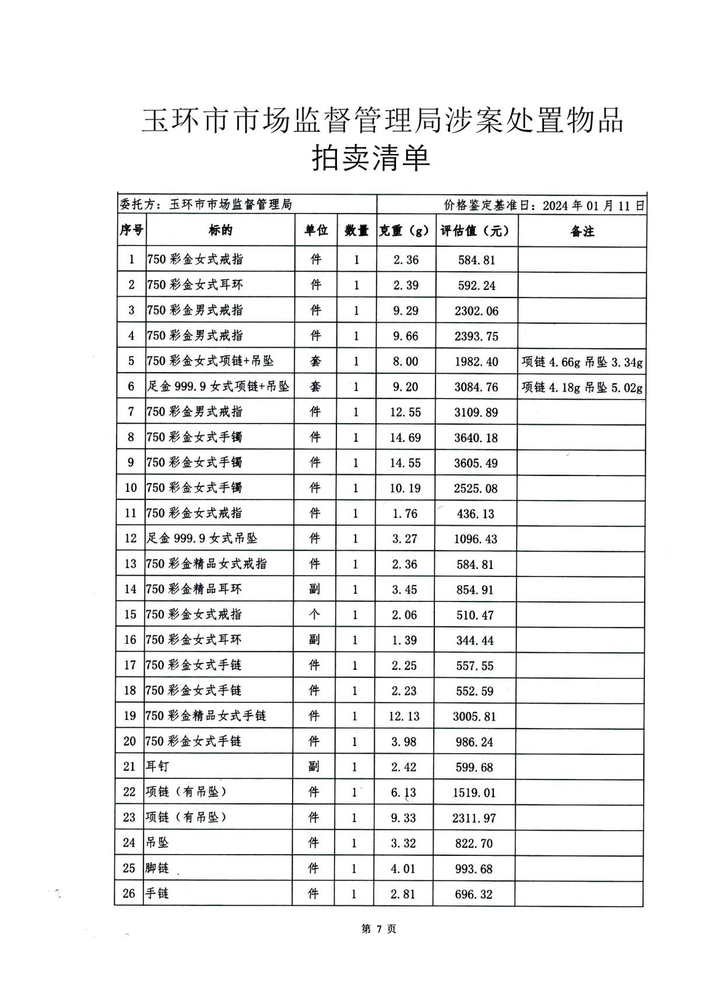 玉环市市场监督管理局涉案处置物品
拍卖清单
委托方：玉环市市场监督管理局 价格鉴定基准日：2024年01月11日
序号 标的 单位 数量 克重（g） 评估值（元） 备注
1 750彩金女式戒指 件 1 2.36 584.81
2 750彩金女式耳环 件 1 2.39 592.24
3 750彩金男式戒指 件 1 9.29 2302.06
4 750彩金男式戒指 件 1 9.66 2393.75
5 750彩金女式项链+吊坠 套 1 8.00 1982.40 项链4.66g吊坠3.34g
6 足金999.9女式项链+吊坠 套 1 9.20 3084.76 项链4.18g吊坠5.02g
7 750彩金男式戒指 件 1 12.55 3109.89
8 750彩金女式手镯 件 1 14.69 3640.18
9 750彩金女式手镯 件 1 14.55 3605.49
10 750彩金女式手镯 件 1 10.19 2525.08
11 750彩金女式戒指 件 1 1.76 436.13
12 足金999.9女式吊坠 件 1 3.27 1096.43
13 750彩金精品女式戒指 件 1 2.36 584.81
14 750彩金精品耳环 副 1 3.45 854.91
15 750彩金女式戒指 个 1 2.06 510.47
16 750彩金女式耳环 副 1 1.39 344.44
17 750彩金女式手链 件 1 2.25 557.55
18 750彩金女式手链 件 1 2.23 552.59
19 750彩金精品女式手链 件 1 12.13 3005.81
20 750彩金女式手链 件 1 3.98 986.24
21 耳钉 副 1 2.42 599.68
22 项链（有吊坠） 件 1 6.13 1519.01
23 项链（有吊坠） 件 1 9.33 2311.97
24 吊坠 件 1 3.32 822.70
25 脚链 件 1 4.01 993.68
26 手链 件 1 2.81 696.32
第 7 页